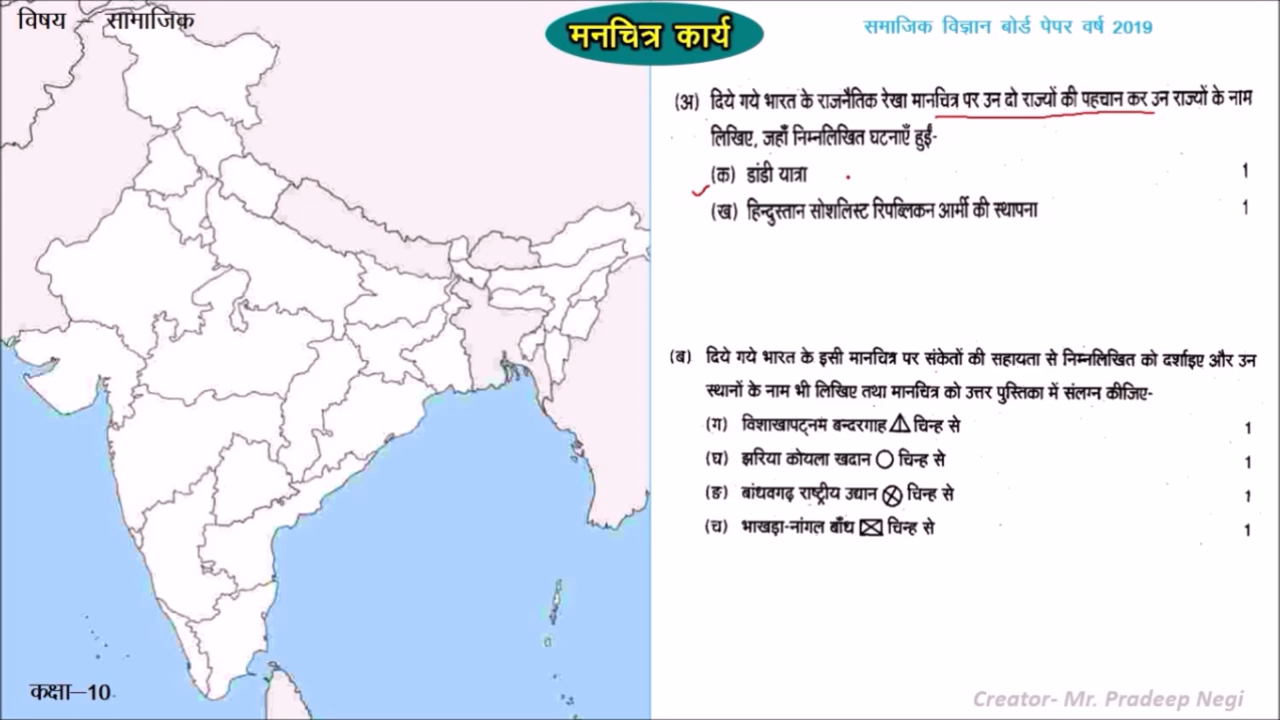 विषय – सामाजिक
मनचित्र कार्य
समाजिक विज्ञान बोर्ड पेपर वर्ष 2019
(अ) दिये गये भारत के राजनैतिक रेखा मानचित्र पर उन दो राज्यों की पहचान कर उन राज्यों के नाम
लिखिए, जहाँ निम्नलिखित घटनाएँ हुईं-
(क) डांडी यात्रा 1
(ख) हिन्दुस्तान सोशलिस्ट रिपब्लिकन आर्मी की स्थापना 1
(ब) दिये गये भारत के इसी मानचित्र पर संकेतों की सहायता से निम्नलिखित को दर्शाइए और उन
स्थानों के नाम भी लिखिए तथा मानचित्र को उत्तर पुस्तिका में संलग्न कीजिए-
(ग) विशाखापट्नम बन्दरगाह चिन्ह से 1
(घ) झरिया कोयला खदान चिन्ह से 1
(ङ) बांधवगढ़ राष्ट्रीय उद्यान चिन्ह से 1
(च) भाखड़ा-नांगल बाँध चिन्ह से 1
कक्षा–10
Creator- Mr. Pradeep Negi